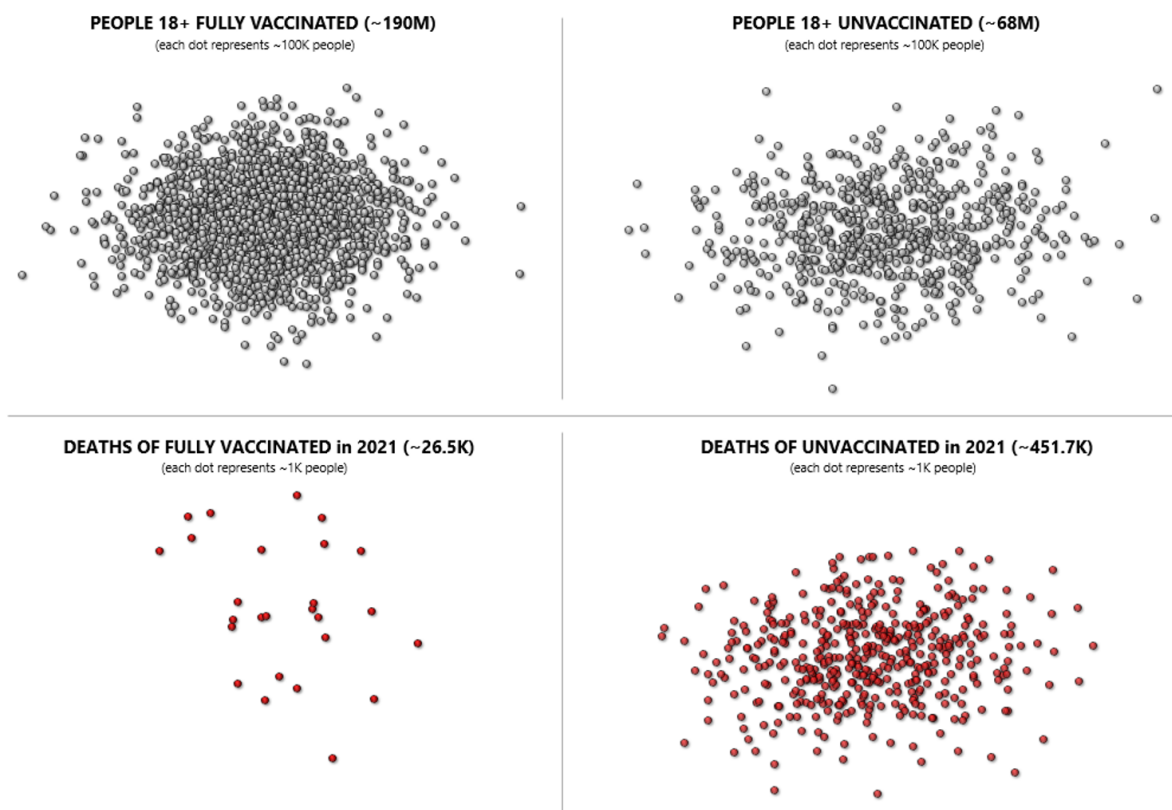 PEOPLE 18+ FULLY VACCINATED (~190M)
(each dot represents ~100K people)
PEOPLE 18+ UNVACCINATED (~68M)
(each dot represents ~100K people)
DEATHS OF FULLY VACCINATED in 2021 (~26.5K)
(each dot represents ~1K people)
DEATHS OF UNVACCINATED in 2021 (~451.7K)
(each dot represents ~1K people)